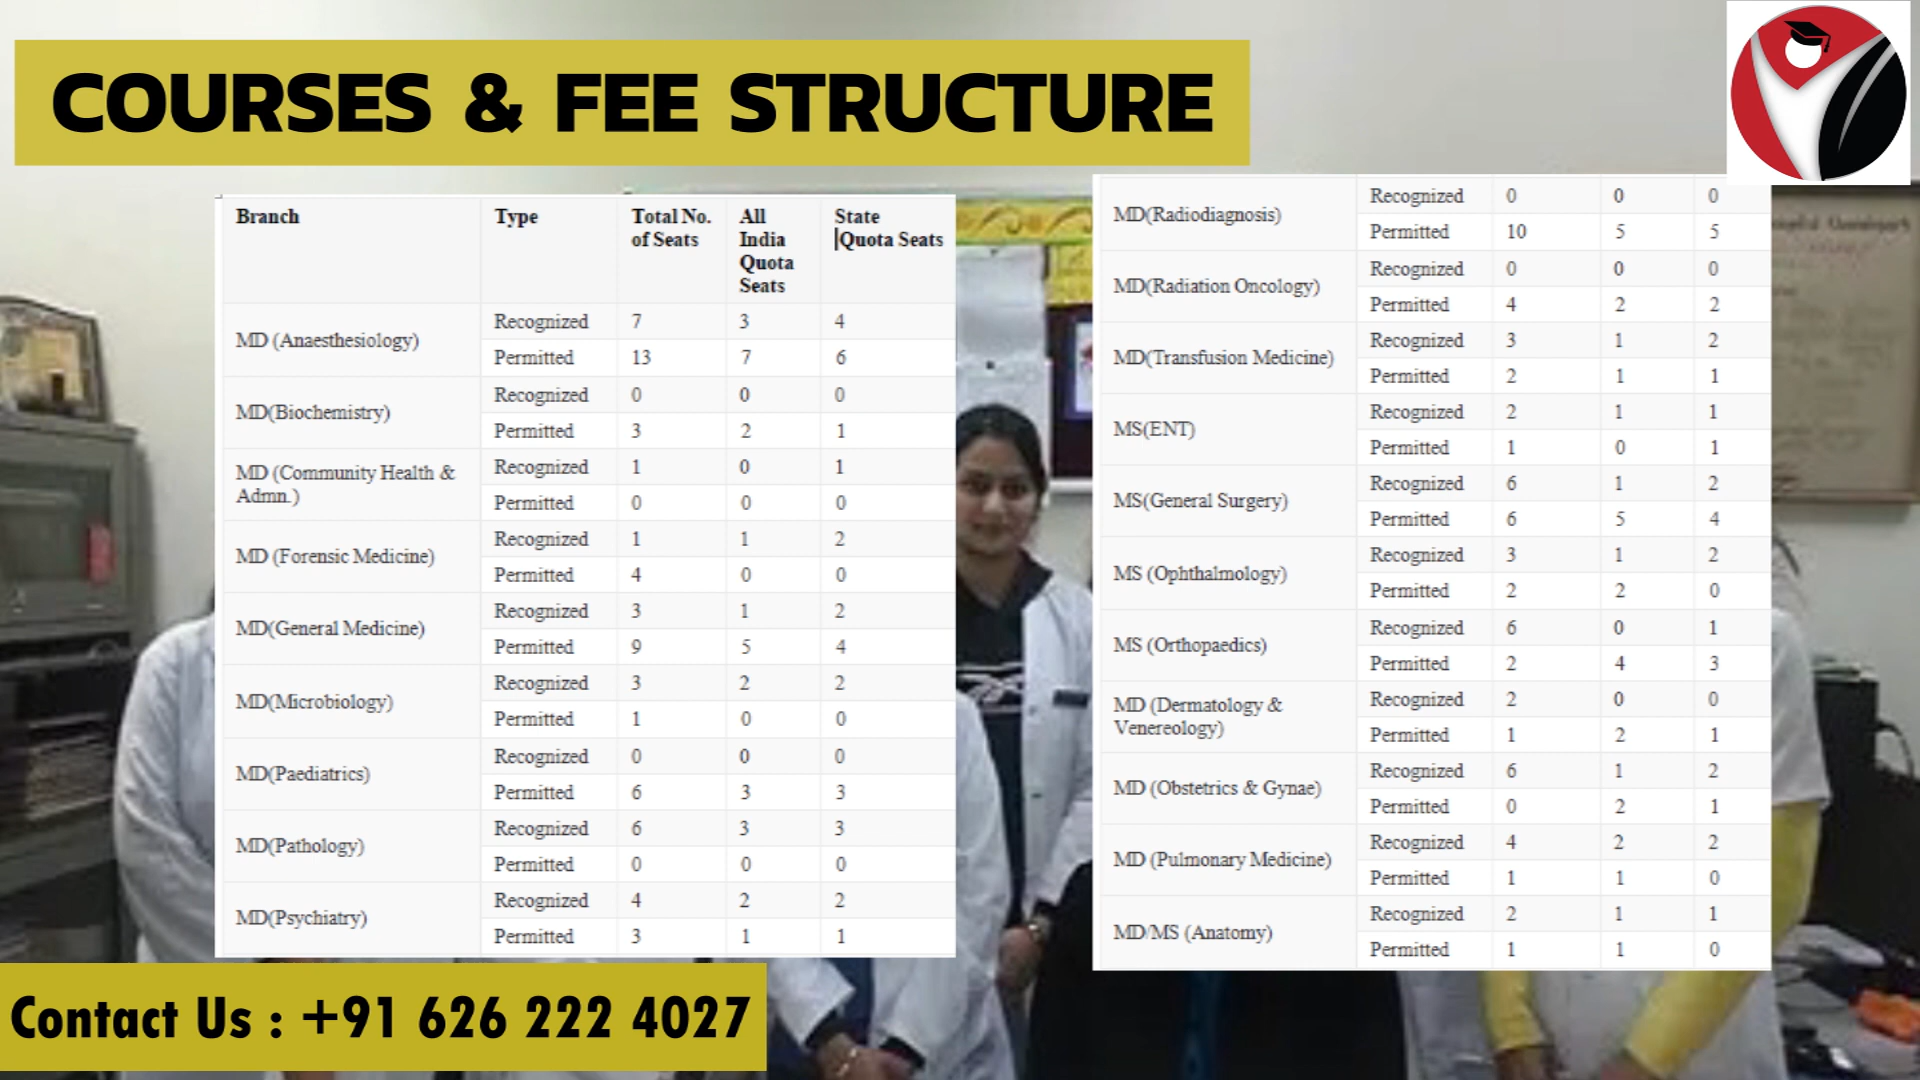 COURSES & FEE STRUCTURE
Branch Type Total No. of Seats All India Quota Seats State Quota Seats
MD (Anaesthesiology) Recognized 7 3 4
Permitted 13 7 6
MD(Biochemistry) Recognized 0 0 0
Permitted 3 2 1
MD (Community Health & Admn.) Recognized 1 0 1
Permitted 0 0 0
MD (Forensic Medicine) Recognized 1 1 2
Permitted 4 0 0
MD(General Medicine) Recognized 3 1 2
Permitted 9 5 4
MD(Microbiology) Recognized 3 2 2
Permitted 1 0 0
MD(Paediatrics) Recognized 0 0 0
Permitted 6 3 3
MD(Pathology) Recognized 6 3 3
Permitted 0 0 0
MD(Psychiatry) Recognized 4 2 2
Permitted 3 1 1
MD(Radiodiagnosis) Recognized 0 0 0
Permitted 10 5 5
MD(Radiation Oncology) Recognized 0 0 0
Permitted 4 2 2
MD(Transfusion Medicine) Recognized 3 1 2
Permitted 2 1 1
MS(ENT) Recognized 2 1 1
Permitted 1 0 1
MS(General Surgery) Recognized 6 1 2
Permitted 6 5 4
MS (Ophthalmology) Recognized 3 1 2
Permitted 2 2 0
MS (Orthopaedics) Recognized 6 0 1
Permitted 2 4 3
MD (Dermatology & Venereology) Recognized 2 0 0
Permitted 1 2 1
MD (Obstetrics & Gynae) Recognized 6 1 2
Permitted 0 2 1
MD (Pulmonary Medicine) Recognized 4 2 2
Permitted 1 1 0
MD/MS (Anatomy) Recognized 2 1 1
Permitted 1 1 0
Contact Us : +91 626 222 4027